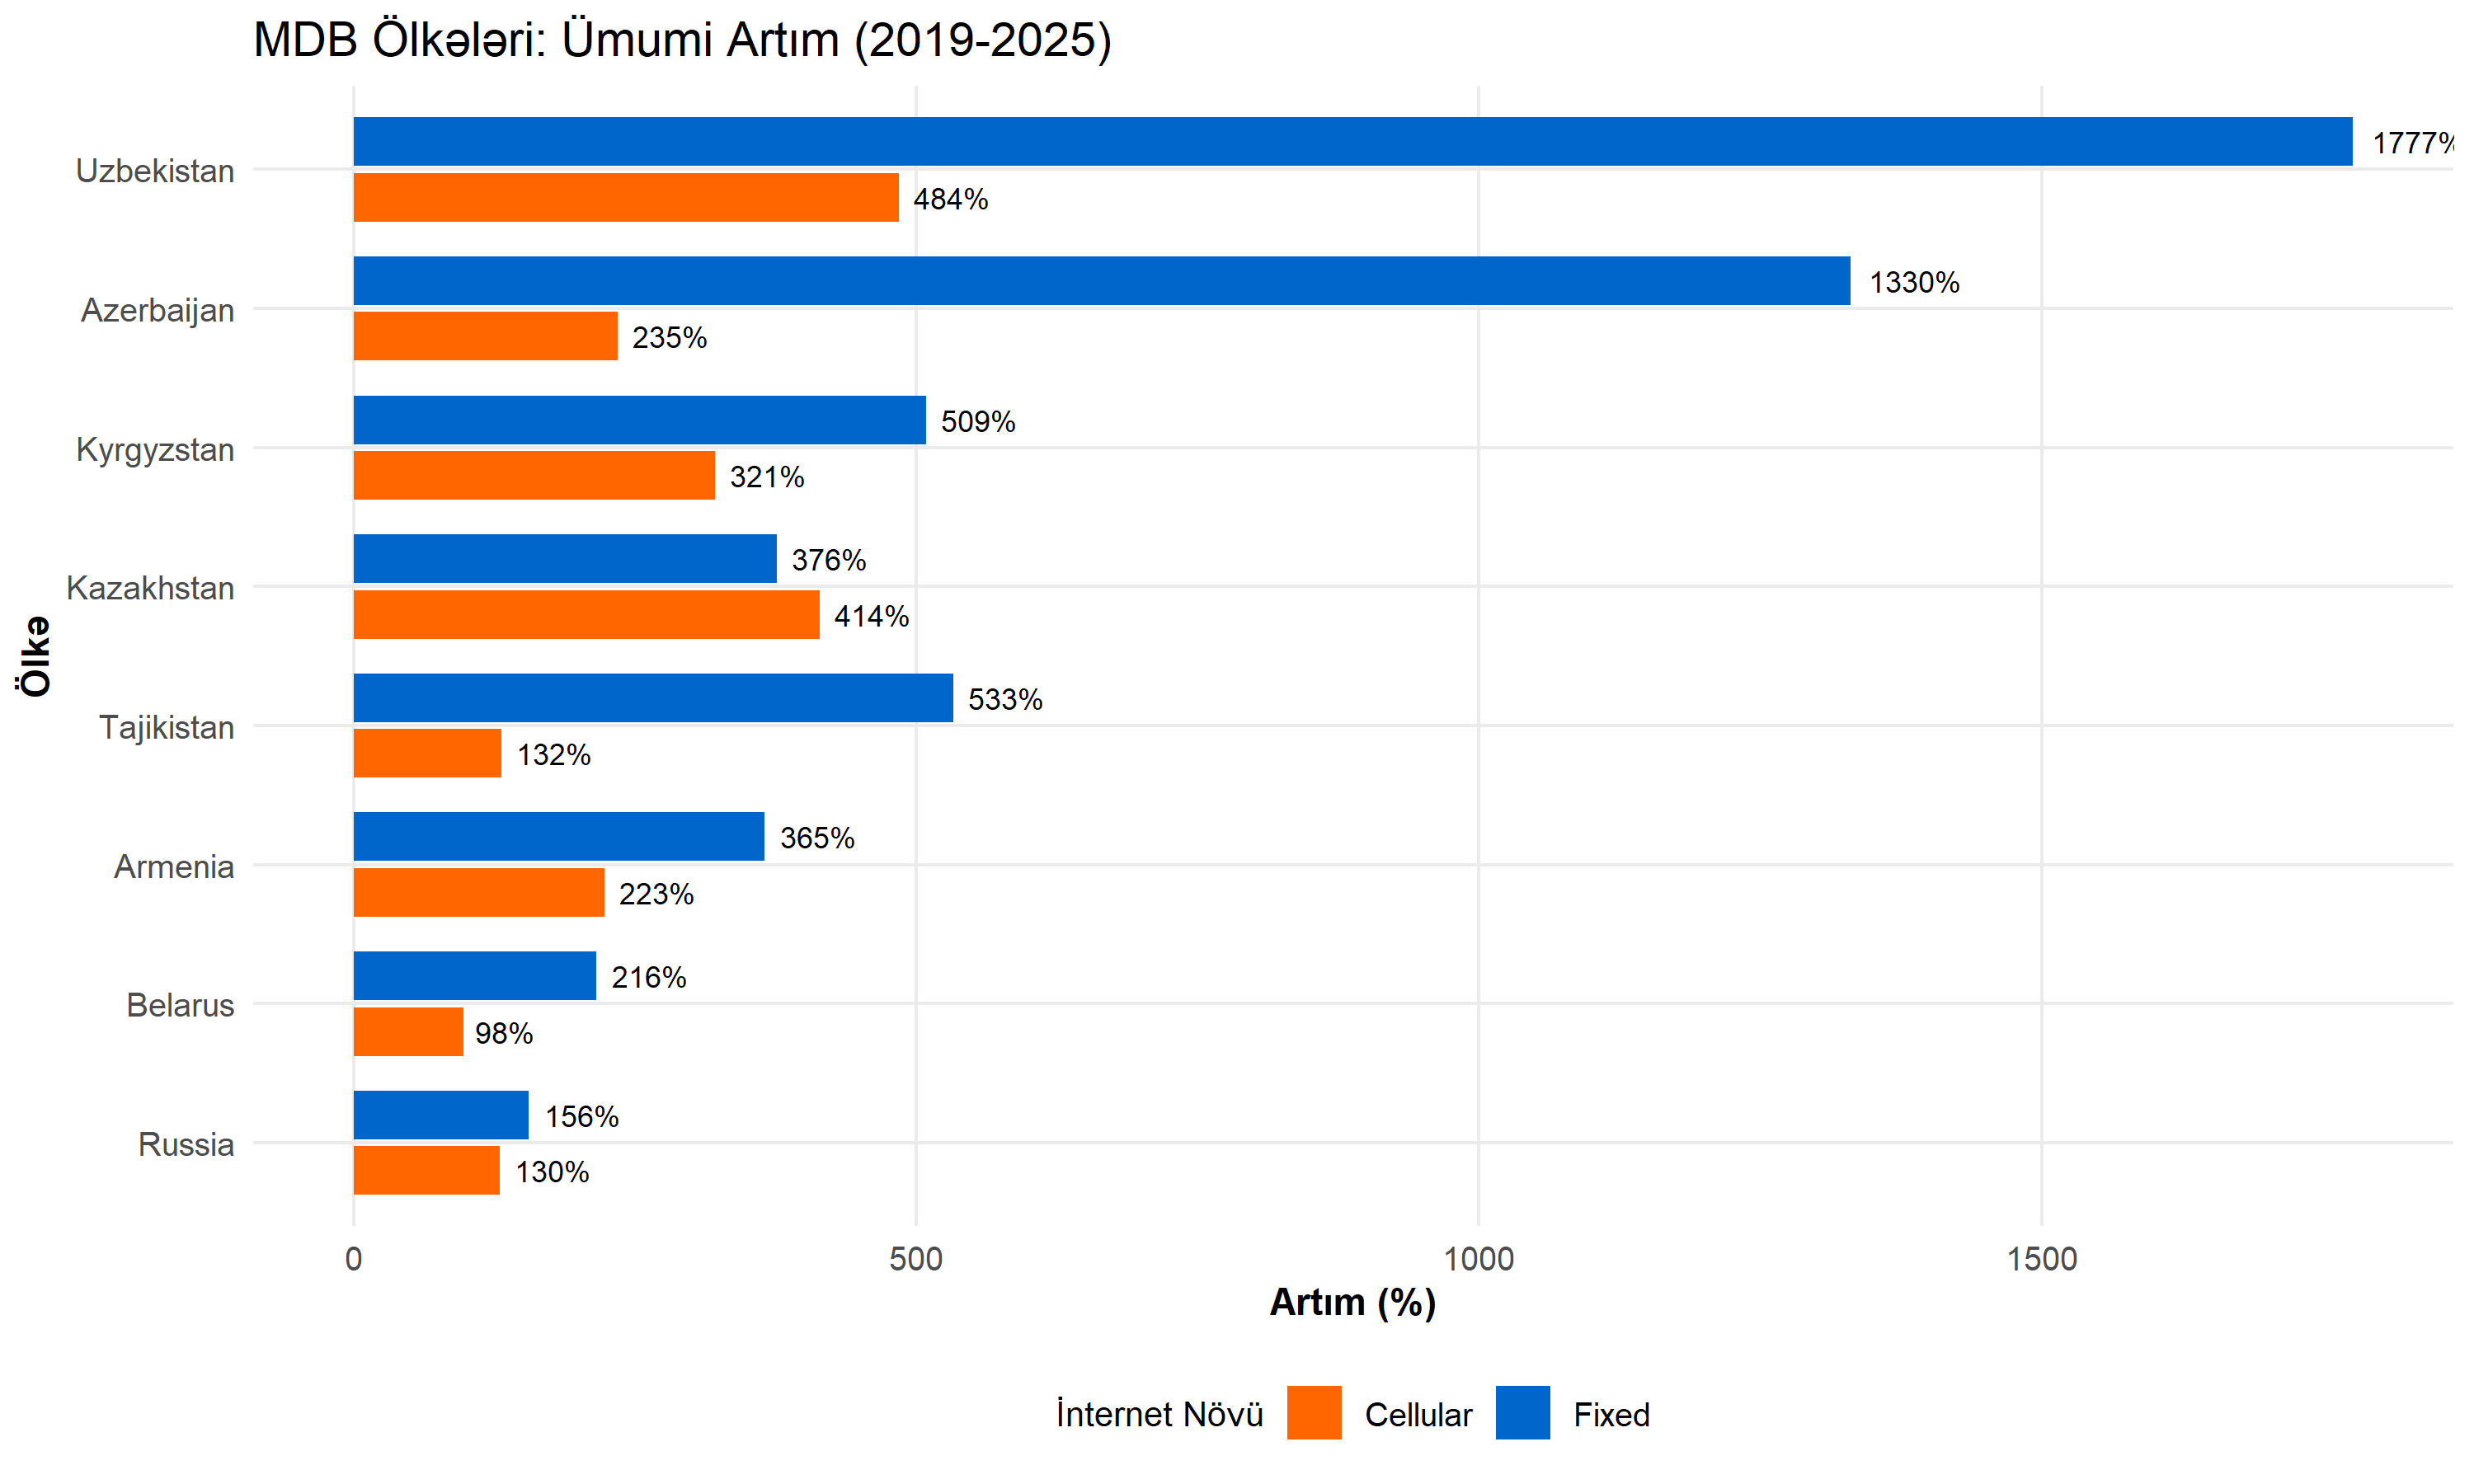 MDB Ölkələri: Ümumi Artım (2019-2025)
Uzbekistan
1777%
484%
Azerbaijan
1330%
235%
Kyrgyzstan
509%
321%
Kazakhstan
376%
414%
Tajikistan
533%
132%
Armenia
365%
223%
Belarus
216%
98%
Russia
156%
130%
Ölkə
0 500 1000 1500
Artım (%)
İnternet Növü Cellular Fixed